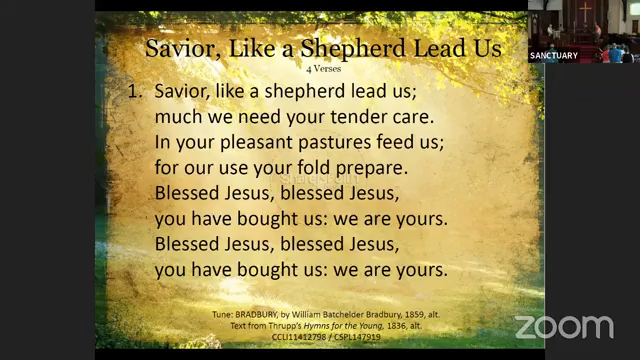 Savior, Like a Shepherd Lead Us
4 Verses
1. Savior, like a shepherd lead us;
much we need your tender care.
In your pleasant pastures feed us;
for our use your fold prepare.
Blessed Jesus, blessed Jesus,
you have bought us: we are yours.
Blessed Jesus, blessed Jesus,
you have bought us: we are yours.
Tune: BRADBURY, by William Batchelder Bradbury, 1859, alt.
Text from Thrupp's Hymns for the Young, 1836, alt.
CCLI11412798 / CSPL147919
SANCTUARY
zoom